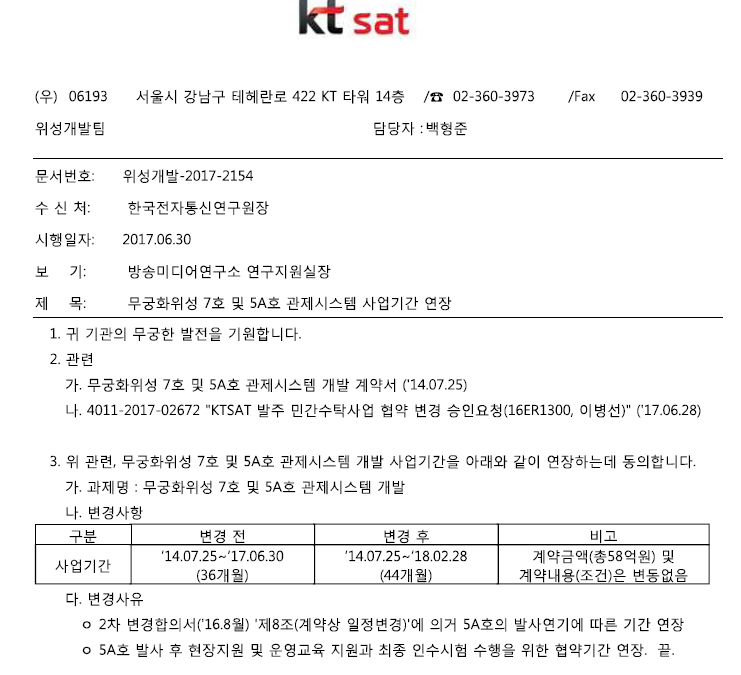 kt sat
(우) 06193 서울시 강남구 테헤란로 422 KT 타워 14층 /☎ 02-360-3973 /Fax 02-360-3939
위성개발팀 담당자 :백형준
문서번호: 위성개발-2017-2154
수 신 처: 한국전자통신연구원장
시행일자: 2017.06.30
보 기: 방송미디어연구소 연구지원실장
제 목: 무궁화위성 7호 및 5A호 관제시스템 사업기간 연장
1. 귀 기관의 무궁한 발전을 기원합니다.
2. 관련
가. 무궁화위성 7호 및 5A호 관제시스템 개발 계약서 ('14.07.25)
나. 4011-2017-02672 "KTSAT 발주 민간수탁사업 협약 변경 승인요청(16ER1300, 이병선)" ('17.06.28)
3. 위 관련, 무궁화위성 7호 및 5A호 관제시스템 개발 사업기간을 아래와 같이 연장하는데 동의합니다.
가. 과제명 : 무궁화위성 7호 및 5A호 관제시스템 개발
나. 변경사항
구분 변경 전 변경 후 비고
사업기간 '14.07.25~'17.06.30 '14.07.25~'18.02.28 계약금액(총58억원) 및
(36개월) (44개월) 계약내용(조건)은 변동없음
다. 변경사유
ㅇ 2차 변경합의서('16.8월) '제8조(계약상 일정변경)'에 의거 5A호의 발사연기에 따른 기간 연장
ㅇ 5A호 발사 후 현장지원 및 운영교육 지원과 최종 인수시험 수행을 위한 협약기간 연장. 끝.